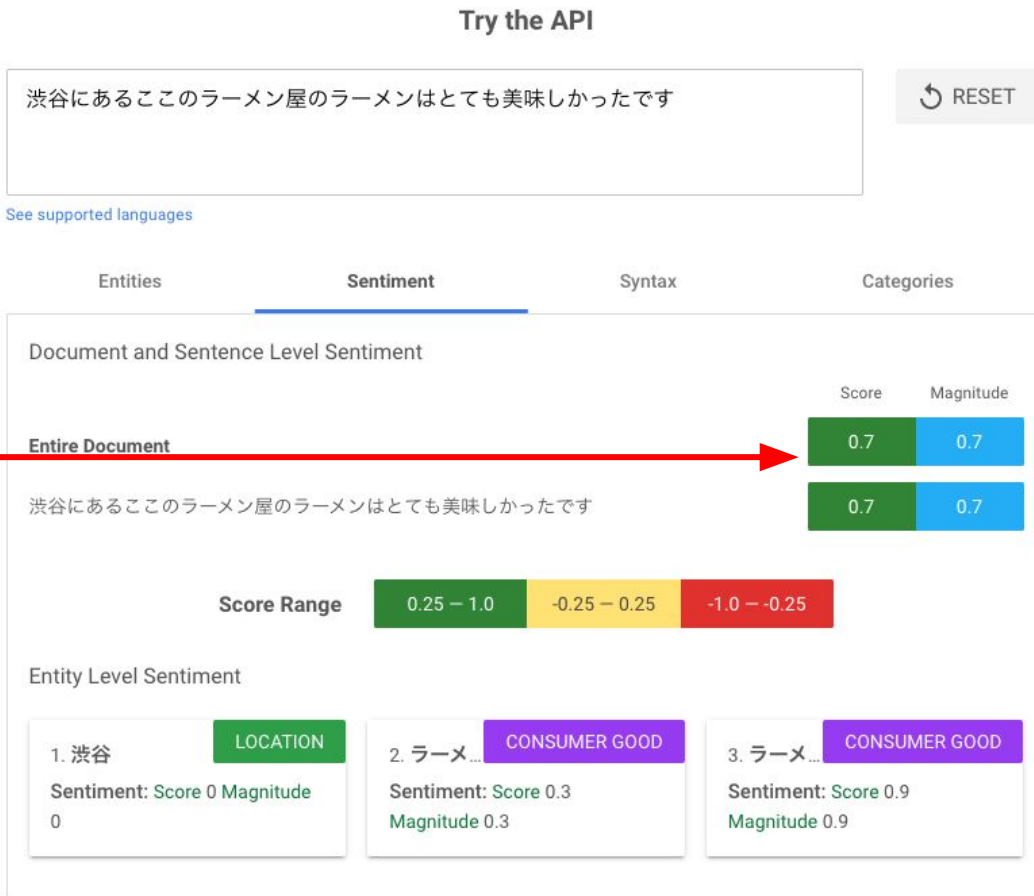 Try the API
渋谷にあるここのラーメン屋のラーメンはとても美味しかったです
RESET
See supported languages
Entities Sentiment Syntax Categories
Document and Sentence Level Sentiment
Score Magnitude
Entire Document 0.7 0.7
渋谷にあるここのラーメン屋のラーメンはとても美味しかったです 0.7 0.7
Score Range 0.25 — 1.0 -0.25 — 0.25 -1.0 — -0.25
Entity Level Sentiment
1. 渋谷 LOCATION
Sentiment: Score 0 Magnitude
0
2. ラーメ... CONSUMER GOOD
Sentiment: Score 0.3
Magnitude 0.3
3. ラーメ... CONSUMER GOOD
Sentiment: Score 0.9
Magnitude 0.9